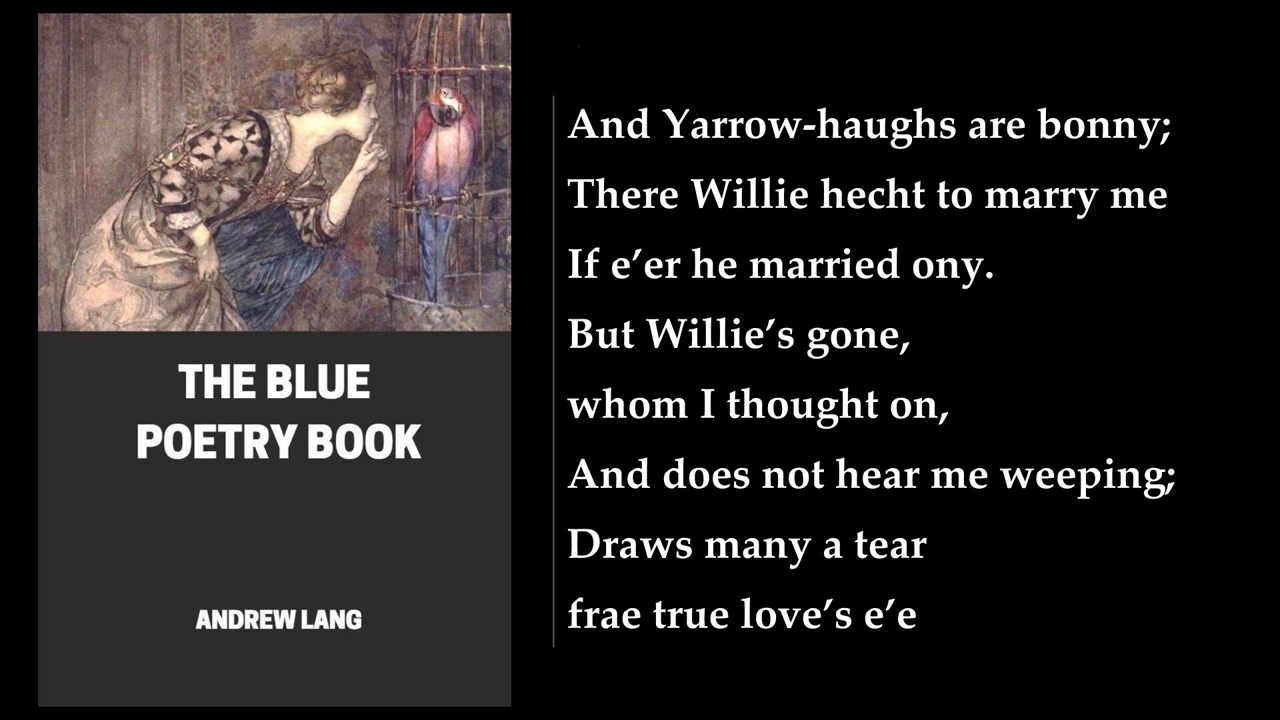 THE BLUE
POETRY BOOK
ANDREW LANG
And Yarrow-haughs are bonny;
There Willie hecht to marry me
If e’er he married ony.
But Willie’s gone,
whom I thought on,
And does not hear me weeping;
Draws many a tear
frae true love’s e’e